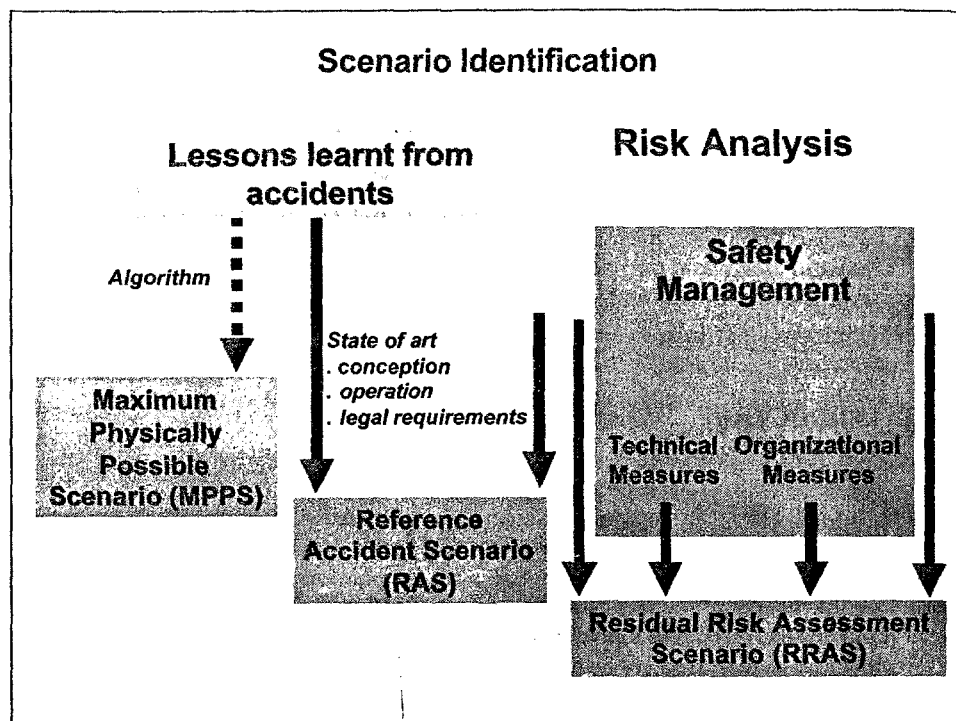 Scenario Identification
Lessons learnt from
accidents
Risk Analysis
Algorithm
State of art
. conception
. operation
. legal requirements
Maximum
Physically
Possible
Scenario (MPPS)
Reference
Accident Scenario
(RAS)
Safety
Management
Technical
Measures
Organizational
Measures
Residual Risk Assessment
Scenario (RRAS)